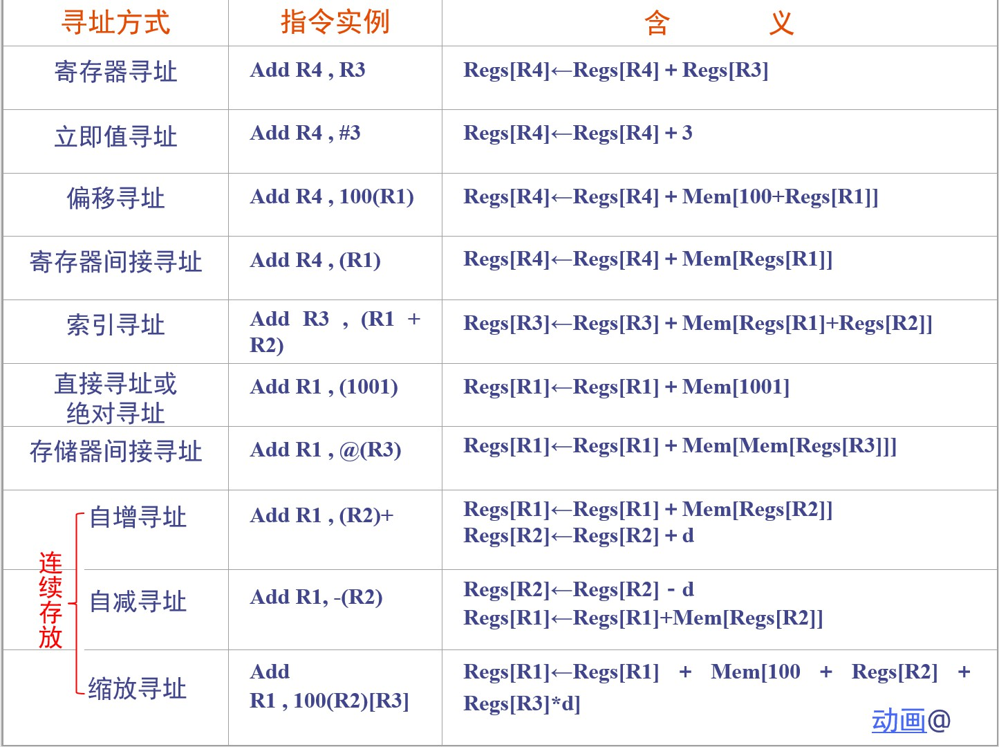 寻址方式 指令实例 含 义
寄存器寻址 Add R4 , R3 Regs[R4]←Regs[R4] + Regs[R3]
立即值寻址 Add R4 , #3 Regs[R4]←Regs[R4] + 3
偏移寻址 Add R4 , 100(R1) Regs[R4]←Regs[R4] + Mem[100+Regs[R1]]
寄存器间接寻址 Add R4 , (R1) Regs[R4]←Regs[R4] + Mem[Regs[R1]]
索引寻址 Add R3 , (R1 +
R2) Regs[R3]←Regs[R3] + Mem[Regs[R1]+Regs[R2]]
直接寻址或
绝对寻址 Add R1 , (1001) Regs[R1]←Regs[R1] + Mem[1001]
存储器间接寻址 Add R1 , @(R3) Regs[R1]←Regs[R1] + Mem[Mem[Regs[R3]]]
自增寻址 Add R1 , (R2)+ Regs[R1]←Regs[R1] + Mem[Regs[R2]]
Regs[R2]←Regs[R2] + d
连续存放
自减寻址 Add R1, -(R2) Regs[R2]←Regs[R2] - d
Regs[R1]←Regs[R1]+Mem[Regs[R2]]
缩放寻址 Add
R1 , 100(R2)[R3] Regs[R1]←Regs[R1] + Mem[100 + Regs[R2] +
Regs[R3]*d]
动画@